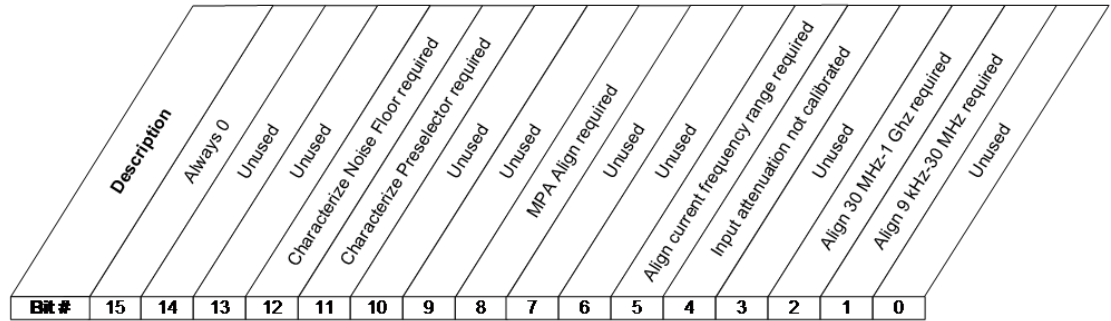 Description
Always 0
Unused
Unused
Characterize Noise Floor required
Characterize Preselector required
Unused
Unused
MPA Align required
Unused
Unused
Align current frequency range required
Input attenuation not calibrated
Unused
Align 30 MHz-1 Ghz required
Align 9 kHz-30 MHz required
Unused
Bit # 15 14 13 12 11 10 9 8 7 6 5 4 3 2 1 0